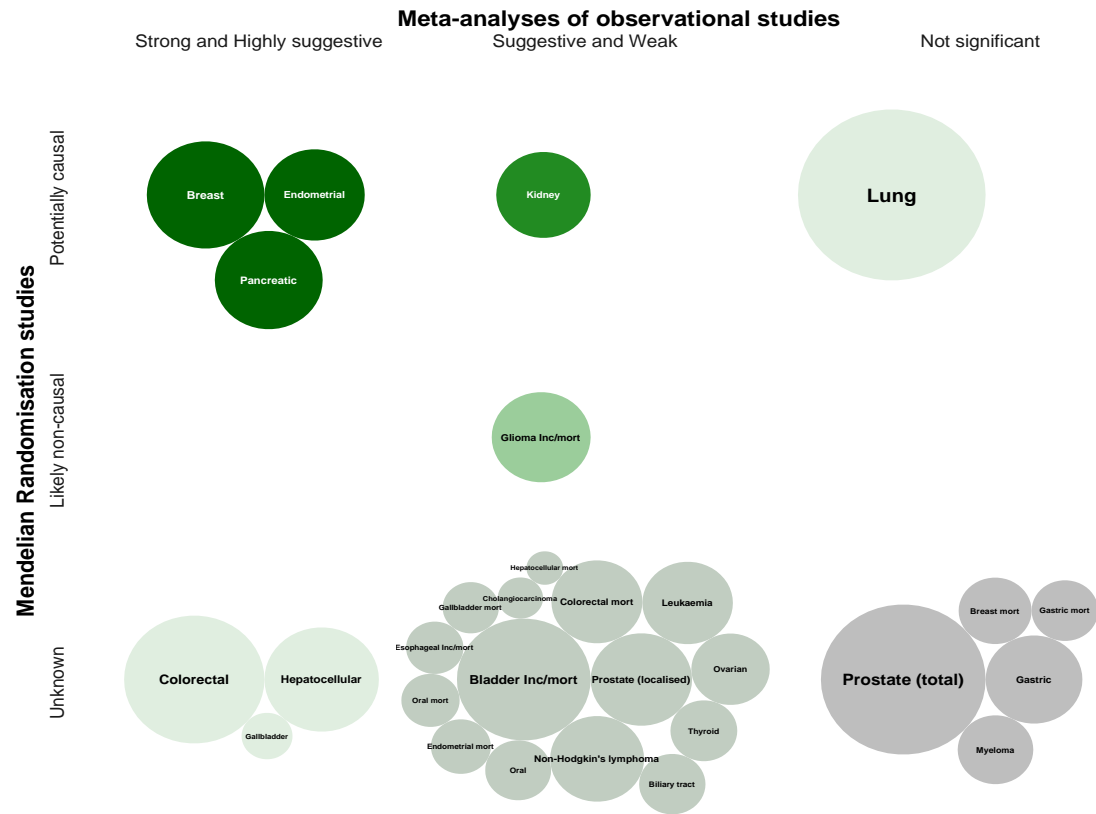 Meta-analyses of observational studies
Strong and Highly suggestive
Suggestive and Weak
Not significant
Mendelian Randomisation studies
Potentially causal
Breast
Endometrial
Pancreatic
Kidney
Lung
Likely non-causal
Glioma Inc/mort
Unknown
Colorectal
Hepatocellular
Gallbladder
Hepatocellular mort
Cholangiocarcinoma
Gallbladder mort
Colorectal mort
Leukaemia
Esophageal Inc/mort
Bladder Inc/mort
Prostate (localised)
Ovarian
Oral mort
Thyroid
Endometrial mort
Oral
Non-Hodgkin's lymphoma
Biliary tract
Prostate (total)
Breast mort
Gastric mort
Gastric
Myeloma